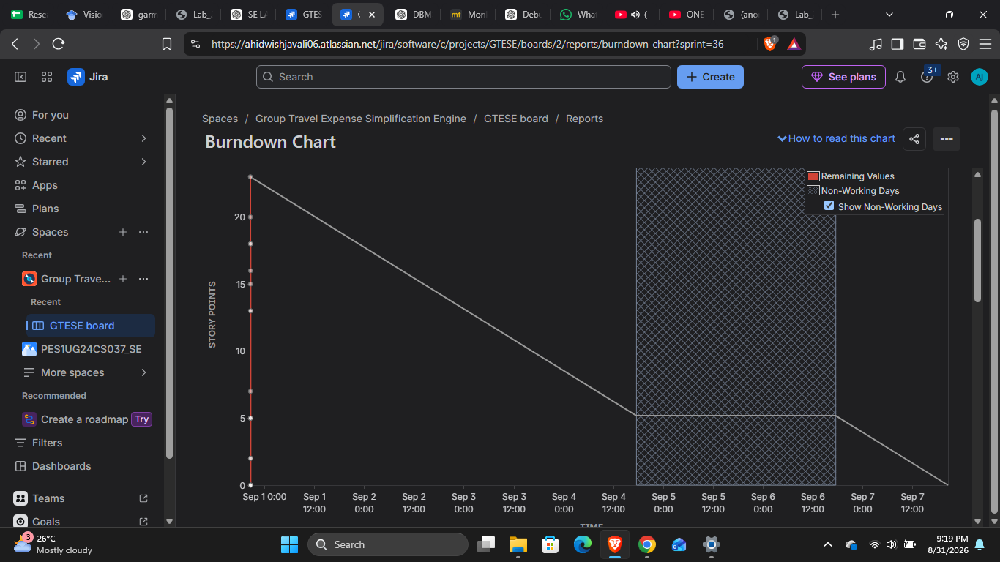 Resea
Visio
garm
Lab_
SE LA
GTES
DBM
mt
Monl
Debu
What
(
ONE
(ano
Lab_
https://ahidwishjavali06.atlassian.net/jira/software/c/projects/GTESE/boards/2/reports/burndown-chart?sprint=36
1
Jira
Search
+ Create
See plans
3+
AJ
For you
Recent
Starred
Apps
Plans
Spaces
Recent
Group Trave...
Recent
GTESE board
PES1UG24CS037_SE
More spaces
Recommended
Create a roadmap Try
Filters
Dashboards
Teams
Goals
Spaces / Group Travel Expense Simplification Engine / GTESE board / Reports
Burndown Chart
How to read this chart
Remaining Values
Non-Working Days
Show Non-Working Days
STORY POINTS
20
15
10
5
0
Sep 1 0:00
Sep 1 12:00
Sep 2 0:00
Sep 2 12:00
Sep 3 0:00
Sep 3 12:00
Sep 4 0:00
Sep 4 12:00
Sep 5 0:00
Sep 5 12:00
Sep 6 0:00
Sep 6 12:00
Sep 7 0:00
Sep 7 12:00
TIME
3
26°C
Mostly cloudy
Search
9:19 PM
8/31/2026